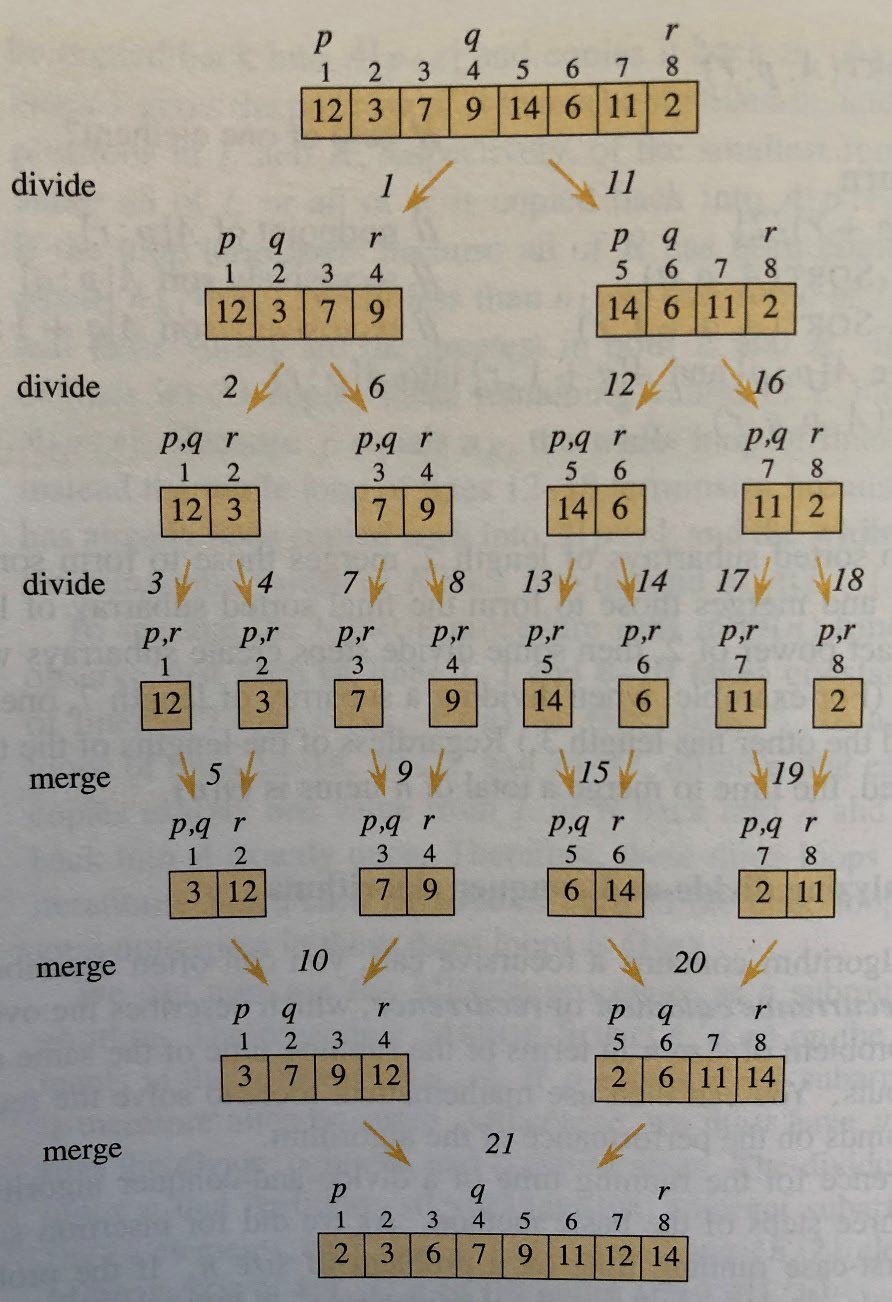 p q r
1 2 3 4 5 6 7 8
12 3 7 9 14 6 11 2
divide 1 11
p q r p q r
1 2 3 4 5 6 7 8
12 3 7 9 14 6 11 2
divide 2 6 12 16
p,q r p,q r p,q r p,q r
1 2 3 4 5 6 7 8
12 3 7 9 14 6 11 2
divide 3 4 7 8 13 14 17 18
p,r p,r p,r p,r p,r p,r p,r p,r
1 2 3 4 5 6 7 8
12 3 7 9 14 6 11 2
merge 5 9 15 19
p,q r p,q r p,q r p,q r
1 2 3 4 5 6 7 8
3 12 7 9 6 14 2 11
merge 10 20
p q r p q r
1 2 3 4 5 6 7 8
3 7 9 12 2 6 11 14
merge 21
p q r
1 2 3 4 5 6 7 8
2 3 6 7 9 11 12 14